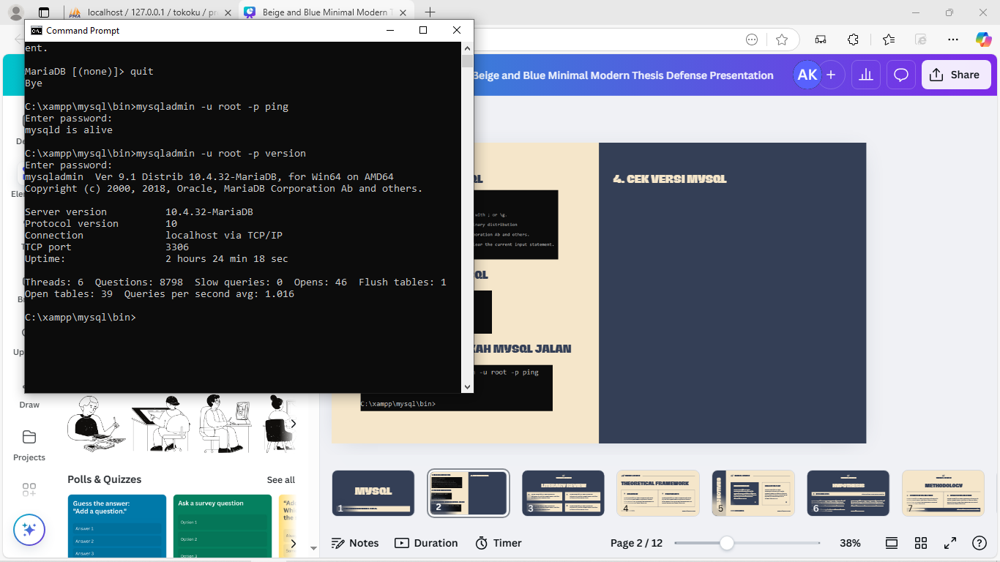 localhost / 127.0.0.1 / tokoku / pr
Beige and Blue Minimal Modern T
Command Prompt
ent.
MariaDB [(none)]> quit
Bye
C:\xampp\mysql\bin>mysqladmin -u root -p ping
Enter password:
mysqld is alive
C:\xampp\mysql\bin>mysqladmin -u root -p version
Enter password:
mysqladmin  Ver 9.1 Distrib 10.4.32-MariaDB, for Win64 on AMD64
Copyright (c) 2000, 2018, Oracle, MariaDB Corporation Ab and others.
Server version 10.4.32-MariaDB
Protocol version 10
Connection localhost via TCP/IP
TCP port 3306
Uptime: 2 hours 24 min 18 sec
Threads: 6  Questions: 8798  Slow queries: 0  Opens: 46  Flush tables: 1
Open tables: 39  Queries per second avg: 1.016
C:\xampp\mysql\bin>
Beige and Blue Minimal Modern Thesis Defense Presentation
AK
Share
De
Elen
Br
Up
Draw
Projects
QL
with ; or \g.
nary distribution
poration Ab and others.
lear the current input statement.
QL
KAH MYSQL JALAN
-u root -p ping
C:\xampp\mysql\bin>
4. CEK VERSI MYSQL
Polls & Quizzes
See all
Guess the answer:
"Add a question."
Answer 1
Answer 2
Answer 3
Ask a survey question
Option 1
Option 2
Option 3
MYSQL
1
2
LITERARY REVIEW
3
THEORETICAL FRAMEWORK
4
5
HYPOTHESIS
6
METHODOLOGY
7
Notes
Duration
Timer
Page 2 / 12
38%